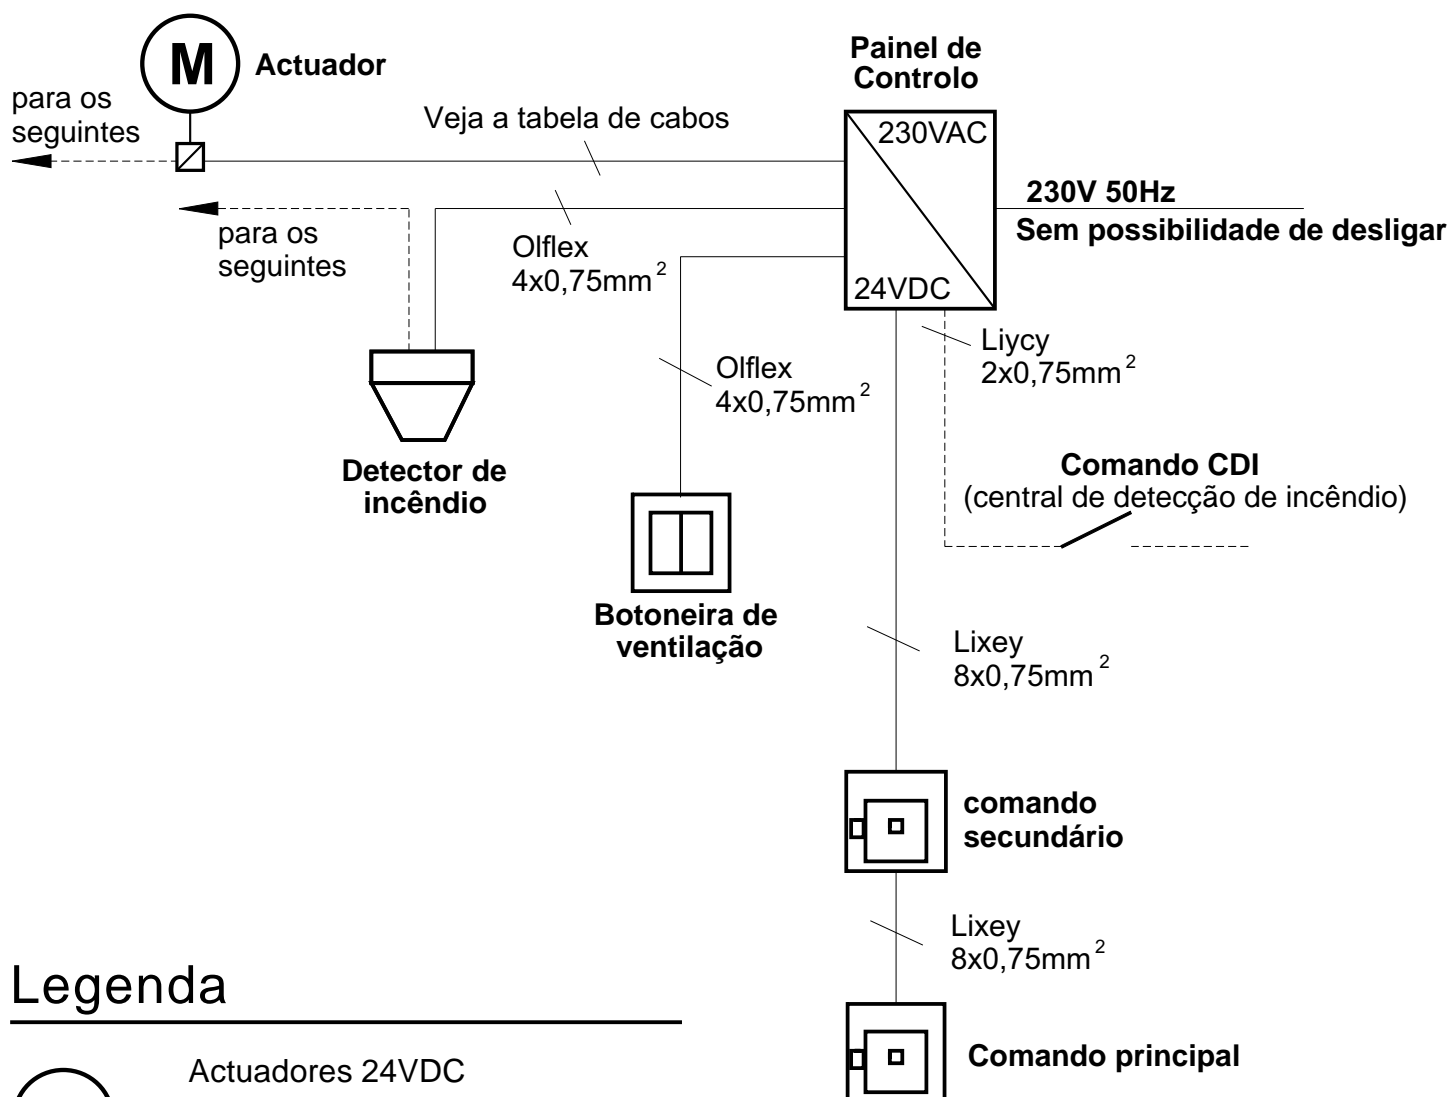 M
Actuador
para os
seguintes
Veja a tabela de cabos
Painel de
Controlo
230VAC
24VDC
230V 50Hz
Sem possibilidade de desligar
para os
seguintes
Olflex
4x0,75mm²
Olflex
4x0,75mm²
Liycy
2x0,75mm²
Detector de
incêndio
Comando CDI
(central de detecção de incêndio)
Botoneira de
ventilação
Lixey
8x0,75mm²
comando
secundário
Lixey
8x0,75mm²
Comando principal
Legenda
Actuadores 24VDC